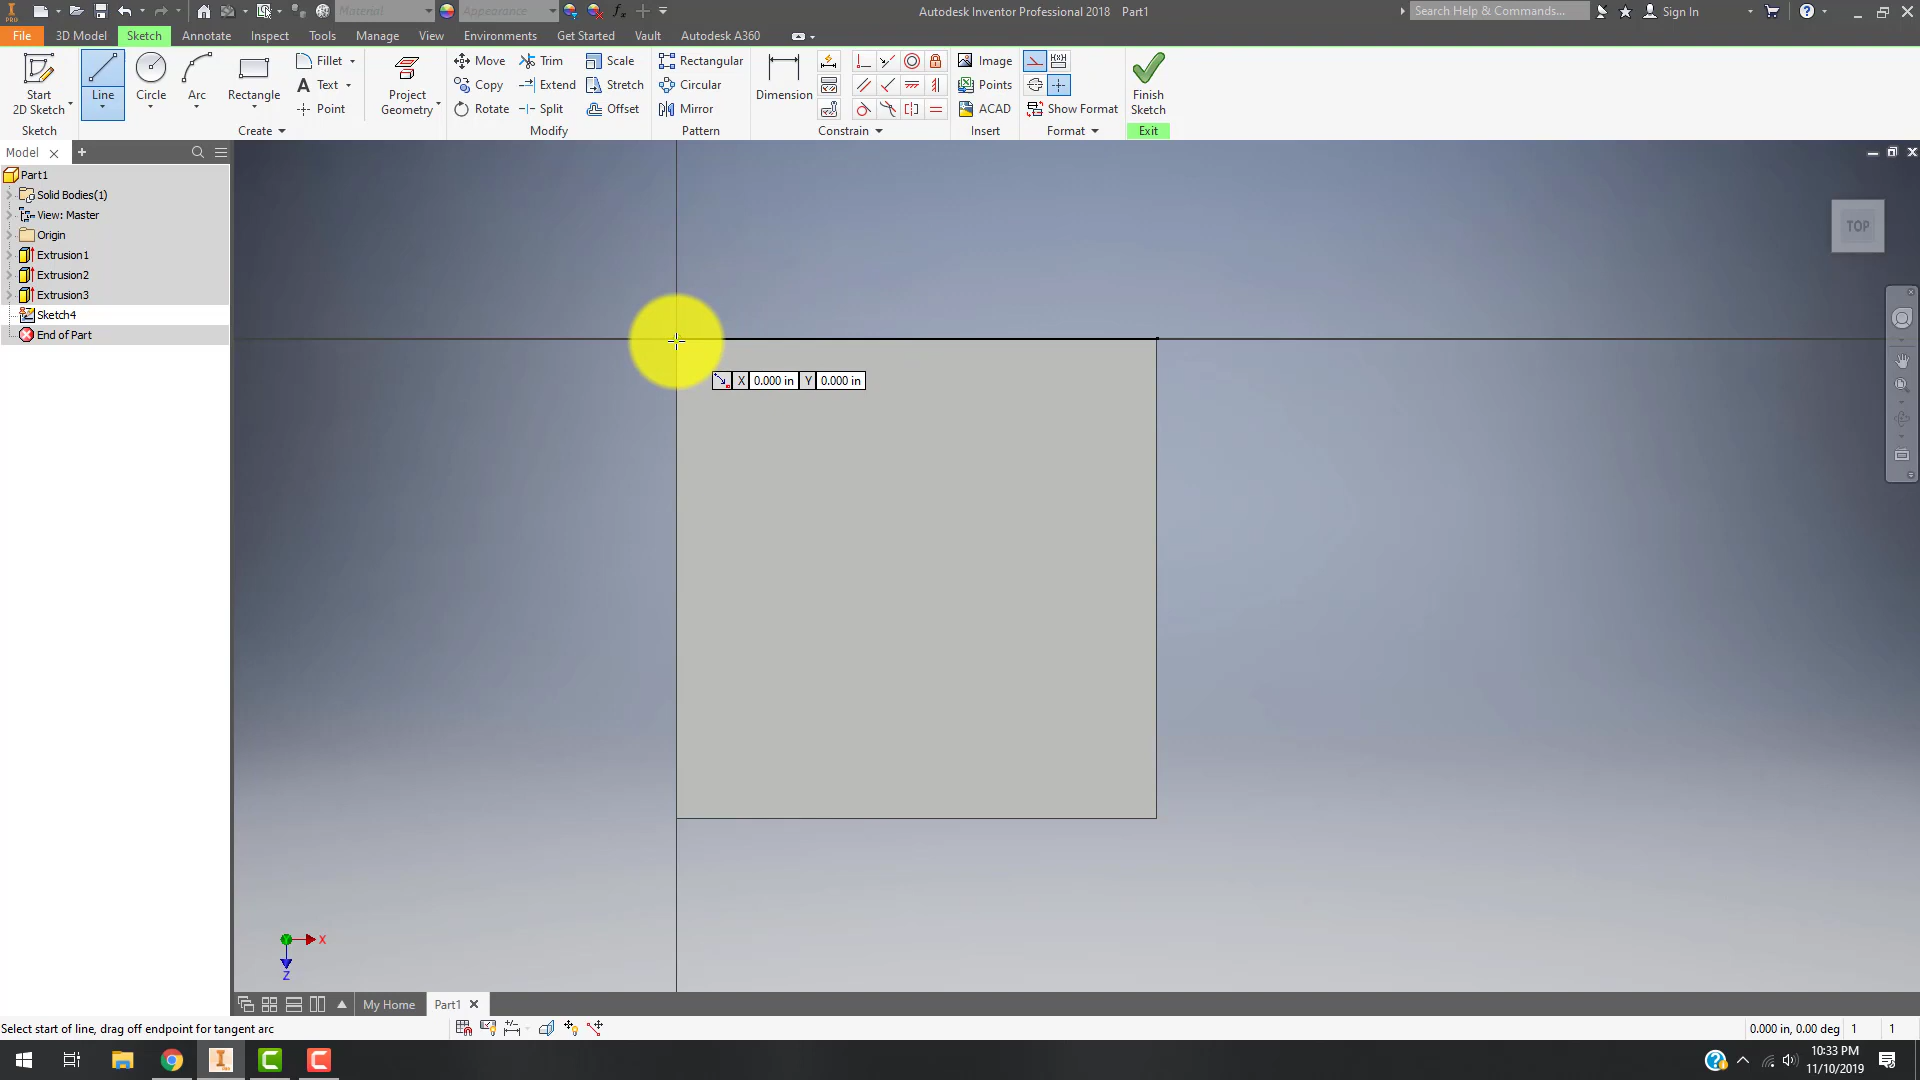 Material
Appearance
fx
Autodesk Inventor Professional 2018 Part1
Search Help & Commands...
Sign In
PRO
File 3D Model Sketch Annotate Inspect Tools Manage View Environments Get Started Vault Autodesk A360
Start
2D Sketch
Line
Circle
Arc
Rectangle
Fillet
Text
Point
Project
Geometry
Move
Copy
Rotate
Trim
Extend
Split
Scale
Stretch
Offset
Rectangular
Circular
Mirror
Dimension
Image
Points
ACAD
Show Format
Finish
Sketch
Sketch Create Modify Pattern Constrain Insert Format Exit
Model
Part1
Solid Bodies(1)
View: Master
Origin
Extrusion1
Extrusion2
Extrusion3
Sketch4
End of Part
TOP
X 0.000 in Y 0.000 in
X
Z
My Home Part1
Select start of line, drag off endpoint for tangent arc
0.000 in, 0.00 deg 1 1
10:33 PM
11/10/2019